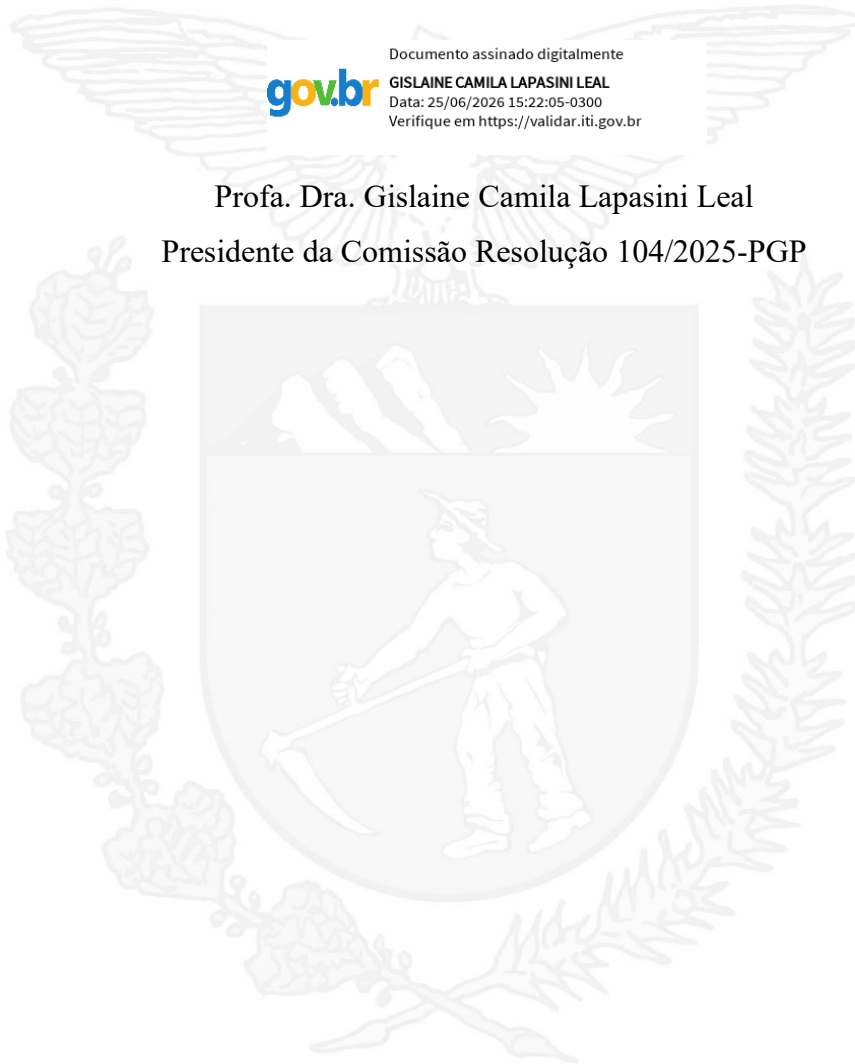 Documento assinado digitalmente
gov.br
GISLAINE CAMILA LAPASINI LEAL
Data: 25/06/2026 15:22:05-0300
Verifique em https://validar.iti.gov.br
Profa. Dra. Gislaine Camila Lapasini Leal
Presidente da Comissão Resolução 104/2025-PGP